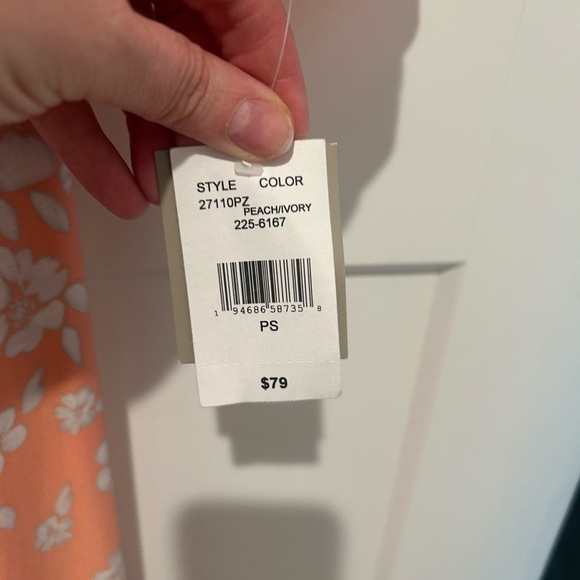 STYLE COLOR
27110PZ
PEACH/IVORY
225-6167
1 94686 58735 8
PS
$79